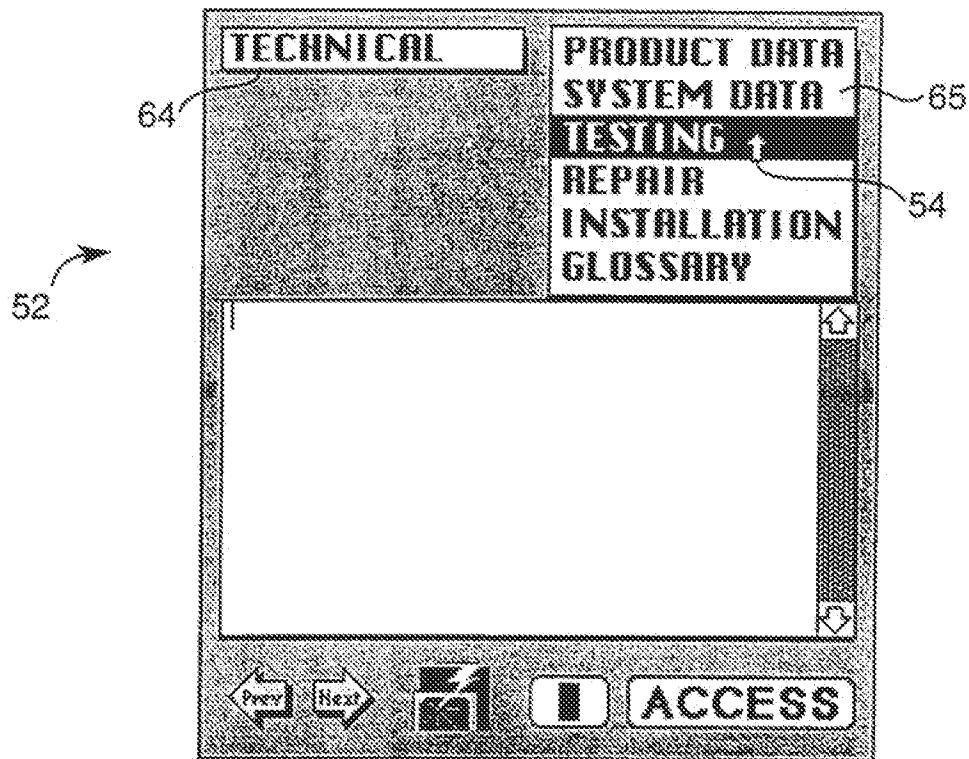 TECHNICAL
64
PRODUCT DATA
SYSTEM DATA
65
TESTING
54
REPAIR
INSTALLATION
GLOSSARY
52
Prev
Next
ACCESS